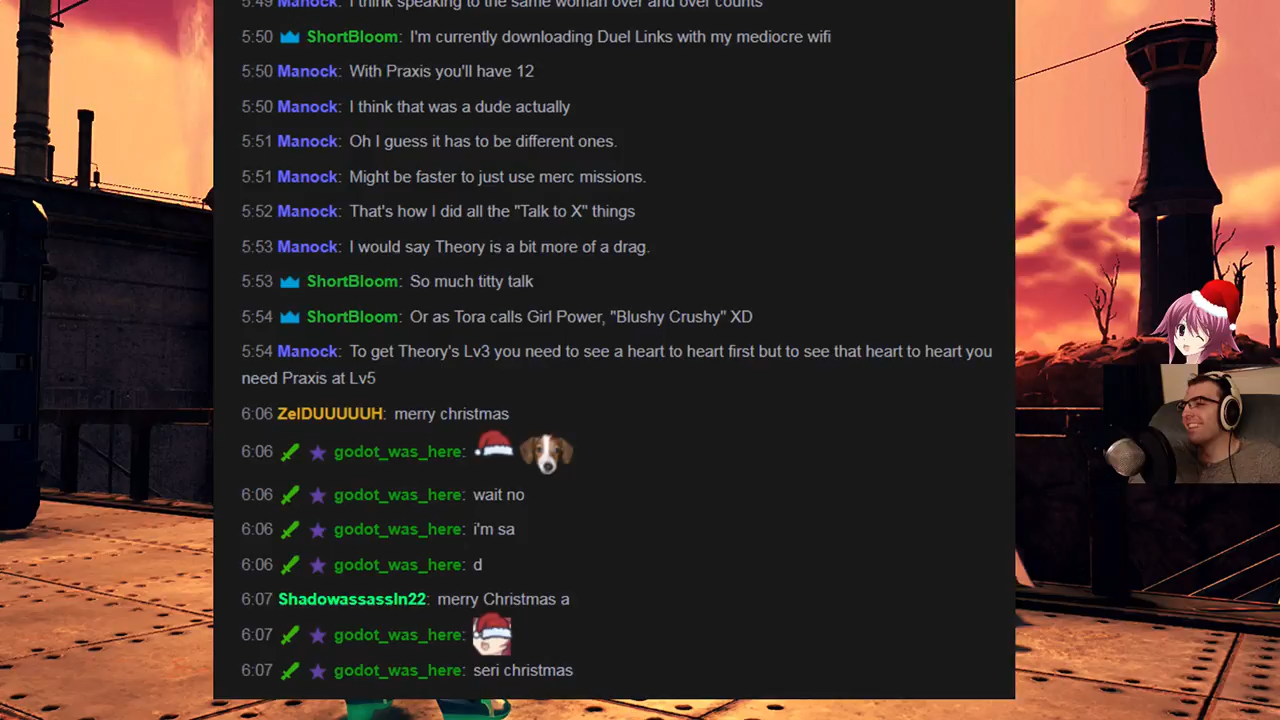 5:49 Manock: I think speaking to the same woman over and over counts
5:50 ShortBloom: I'm currently downloading Duel Links with my mediocre wifi
5:50 Manock: With Praxis you'll have 12
5:50 Manock: I think that was a dude actually
5:51 Manock: Oh I guess it has to be different ones.
5:51 Manock: Might be faster to just use merc missions.
5:52 Manock: That's how I did all the "Talk to X" things
5:53 Manock: I would say Theory is a bit more of a drag.
5:53 ShortBloom: So much titty talk
5:54 ShortBloom: Or as Tora calls Girl Power, "Blushy Crushy" XD
5:54 Manock: To get Theory's Lv3 you need to see a heart to heart first but to see that heart to heart you
need Praxis at Lv5
6:06 ZelDUUUUUH: merry christmas
6:06 godot_was_here:
6:06 godot_was_here: wait no
6:06 godot_was_here: i'm sa
6:06 godot_was_here: d
6:07 ShadowassassIn22: merry Christmas a
6:07 godot_was_here:
6:07 godot_was_here: seri christmas